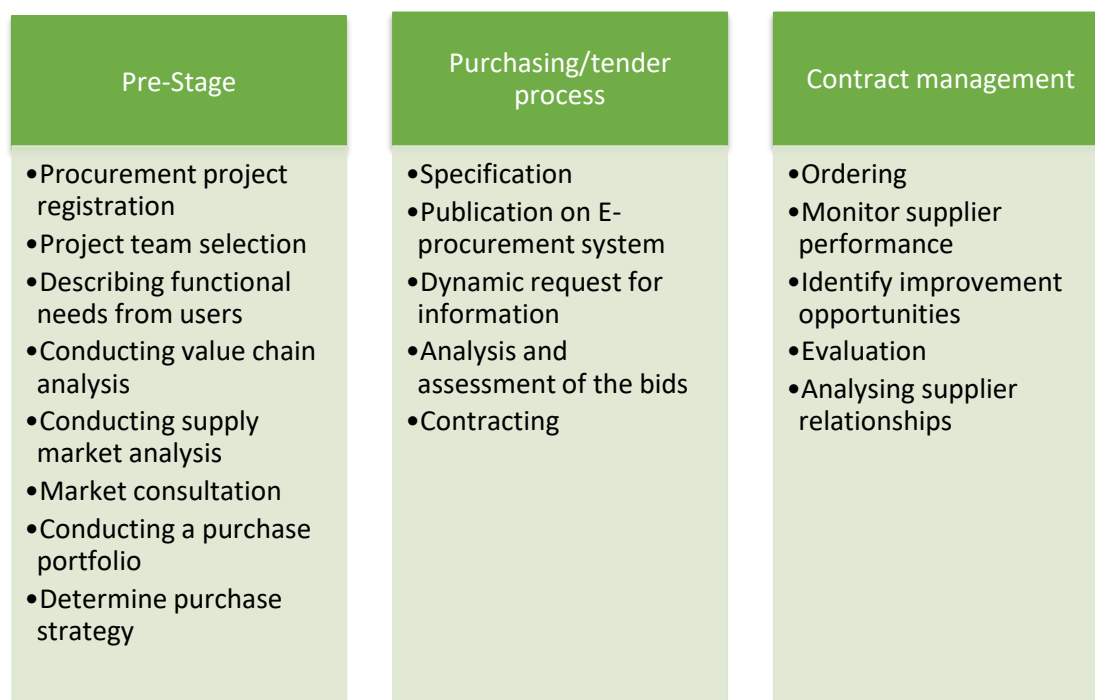 Pre-Stage
•Procurement project
registration
•Project team selection
•Describing functional
needs from users
•Conducting value chain
analysis
•Conducting supply
market analysis
•Market consultation
•Conducting a purchase
portfolio
•Determine purchase
strategy
Purchasing/tender
process
•Specification
•Publication on E-
procurement system
•Dynamic request for
information
•Analysis and
assessment of the bids
•Contracting
Contract management
•Ordering
•Monitor supplier
performance
•Identify improvement
opportunities
•Evaluation
•Analysing supplier
relationships